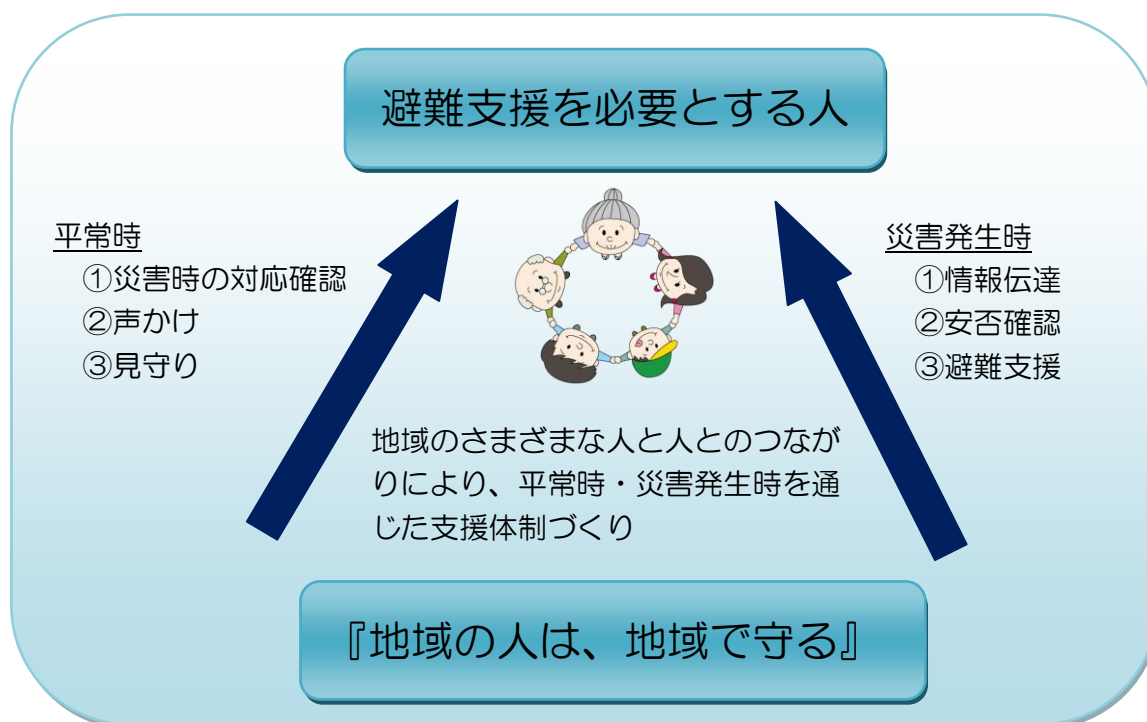 避難支援を必要とする人
平常時
①災害時の対応確認
②声かけ
③見守り
災害発生時
①情報伝達
②安否確認
③避難支援
地域のさまざまな人と人とのつなが
りにより、平常時・災害発生時を通
じた支援体制づくり
『地域の人は、地域で守る』